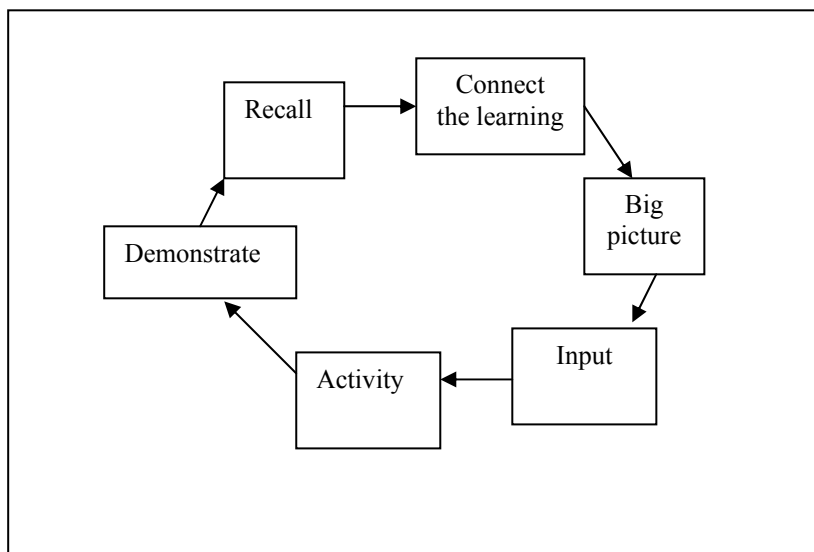 Connect
the learning
Recall
Big
picture
Demonstrate
Input
Activity